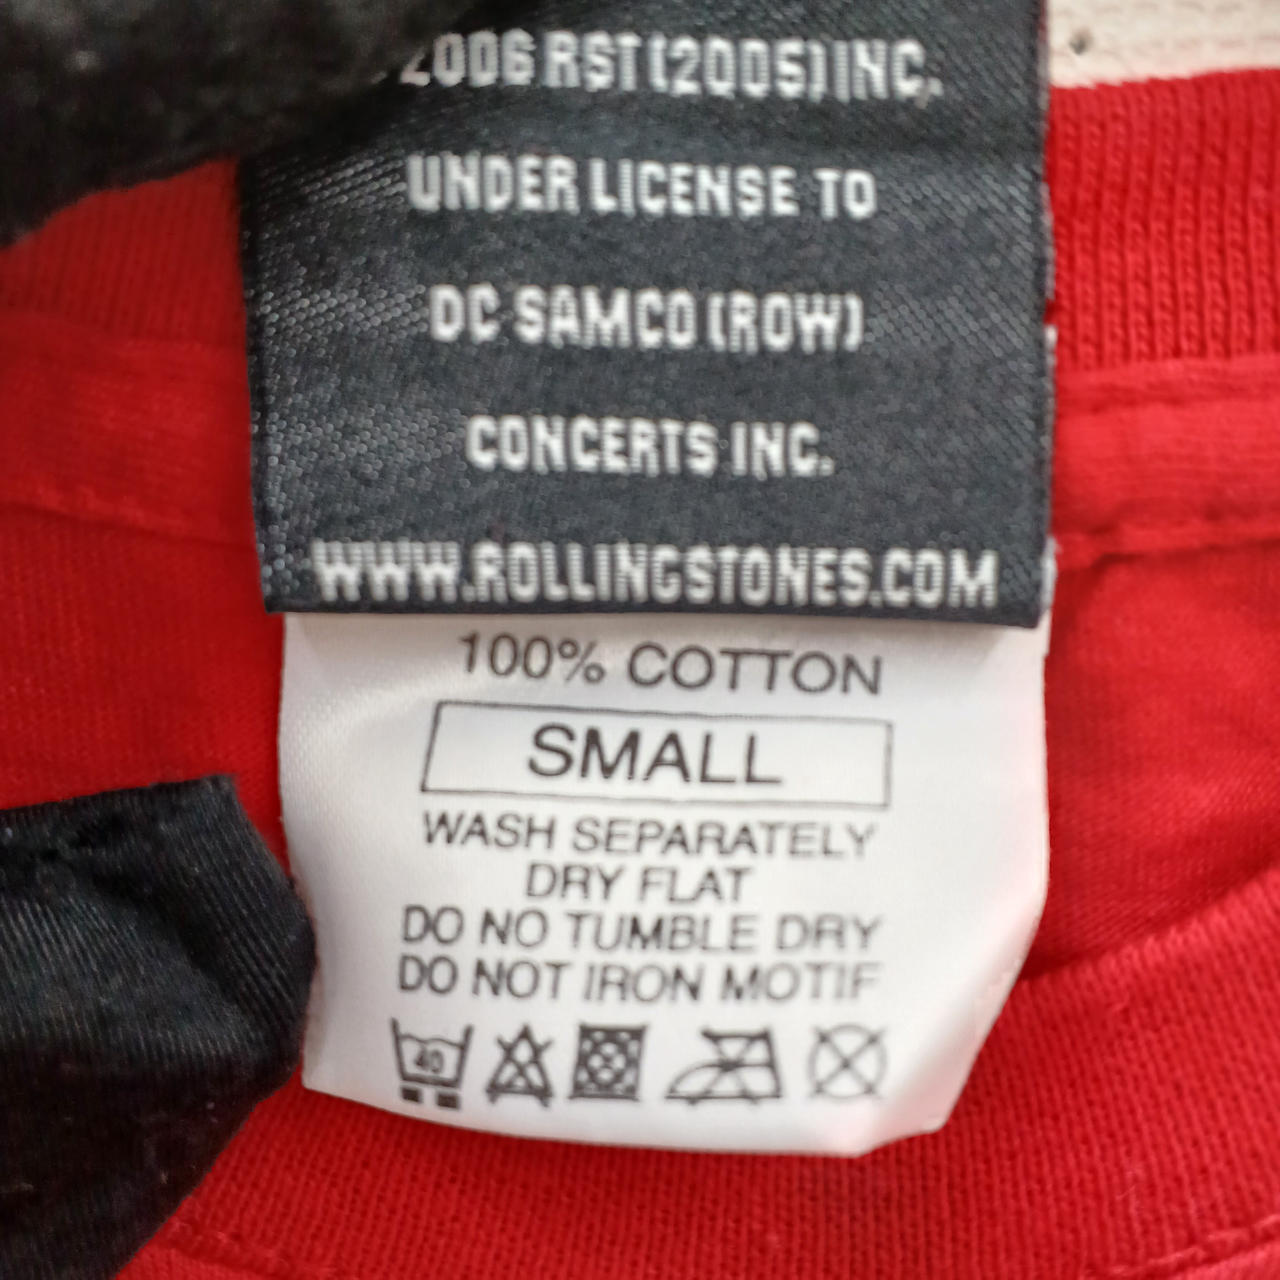 2006 RST (2005) INC.
UNDER LICENSE TO
DC SAMCO (ROW)
CONCERTS INC.
WWW.ROLLINGSTONES.COM
100% COTTON
SMALL
WASH SEPARATELY
DRY FLAT
DO NO TUMBLE DRY
DO NOT IRON MOTIF
40